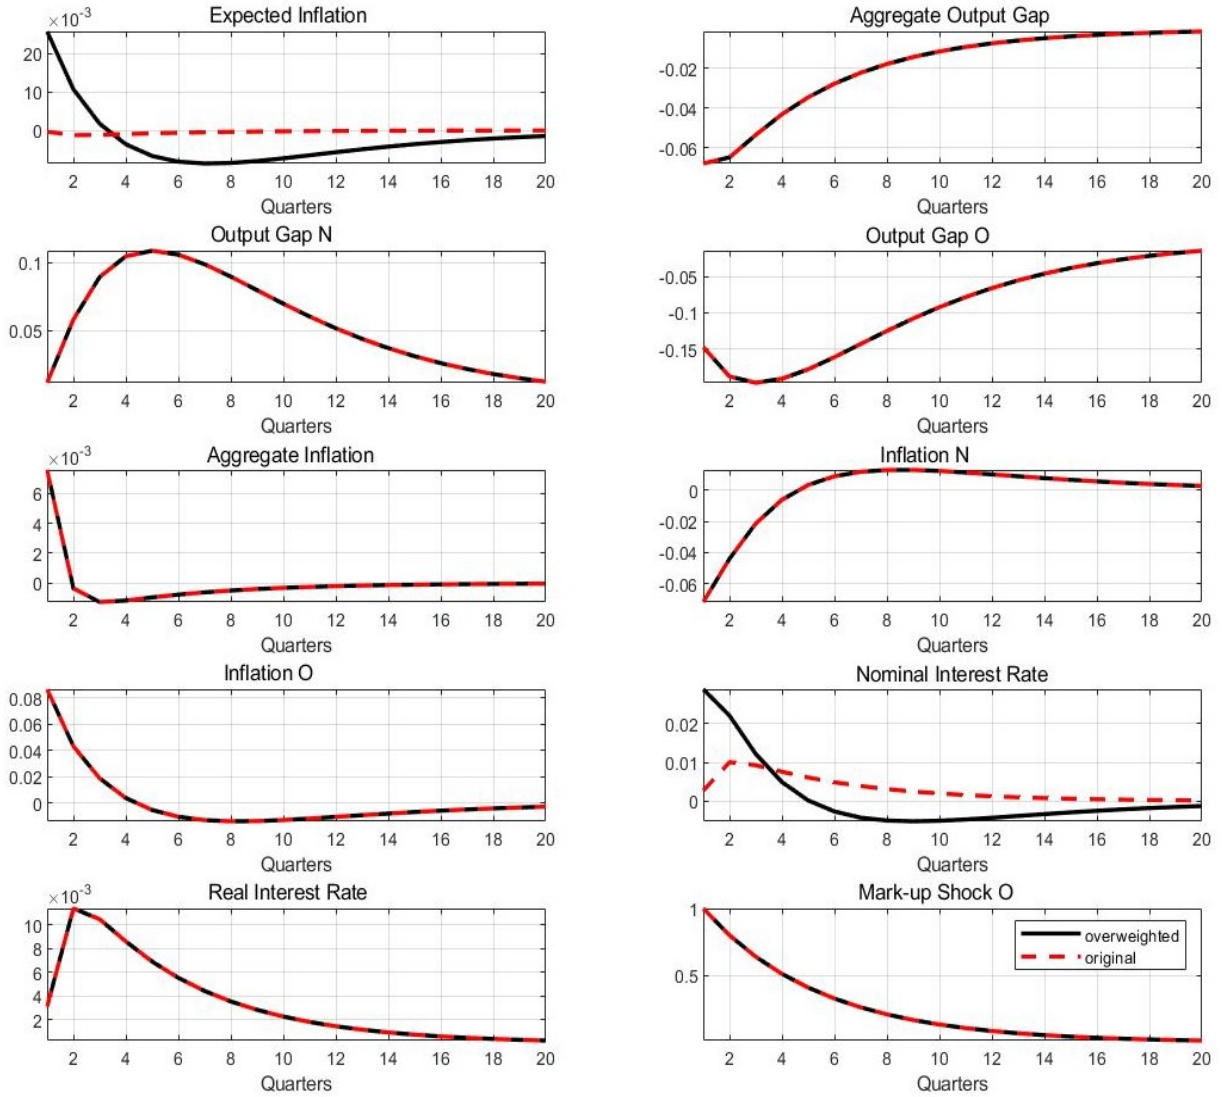 Expected Inflation
×10⁻³
20
10
0
2 4 6 8 10 12 14 16 18 20
Quarters
Aggregate Output Gap
-0.02
-0.04
-0.06
2 4 6 8 10 12 14 16 18 20
Quarters
Output Gap N
0.1
0.05
2 4 6 8 10 12 14 16 18 20
Quarters
Output Gap O
-0.05
-0.1
-0.15
2 4 6 8 10 12 14 16 18 20
Quarters
Aggregate Inflation
×10⁻³
6
4
2
0
2 4 6 8 10 12 14 16 18 20
Quarters
Inflation N
0
-0.02
-0.04
-0.06
2 4 6 8 10 12 14 16 18 20
Quarters
Inflation O
0.08
0.06
0.04
0.02
0
2 4 6 8 10 12 14 16 18 20
Quarters
Nominal Interest Rate
0.02
0.01
0
2 4 6 8 10 12 14 16 18 20
Quarters
Real Interest Rate
×10⁻³
10
8
6
4
2
2 4 6 8 10 12 14 16 18 20
Quarters
Mark-up Shock O
1
0.5
overweighted
original
2 4 6 8 10 12 14 16 18 20
Quarters